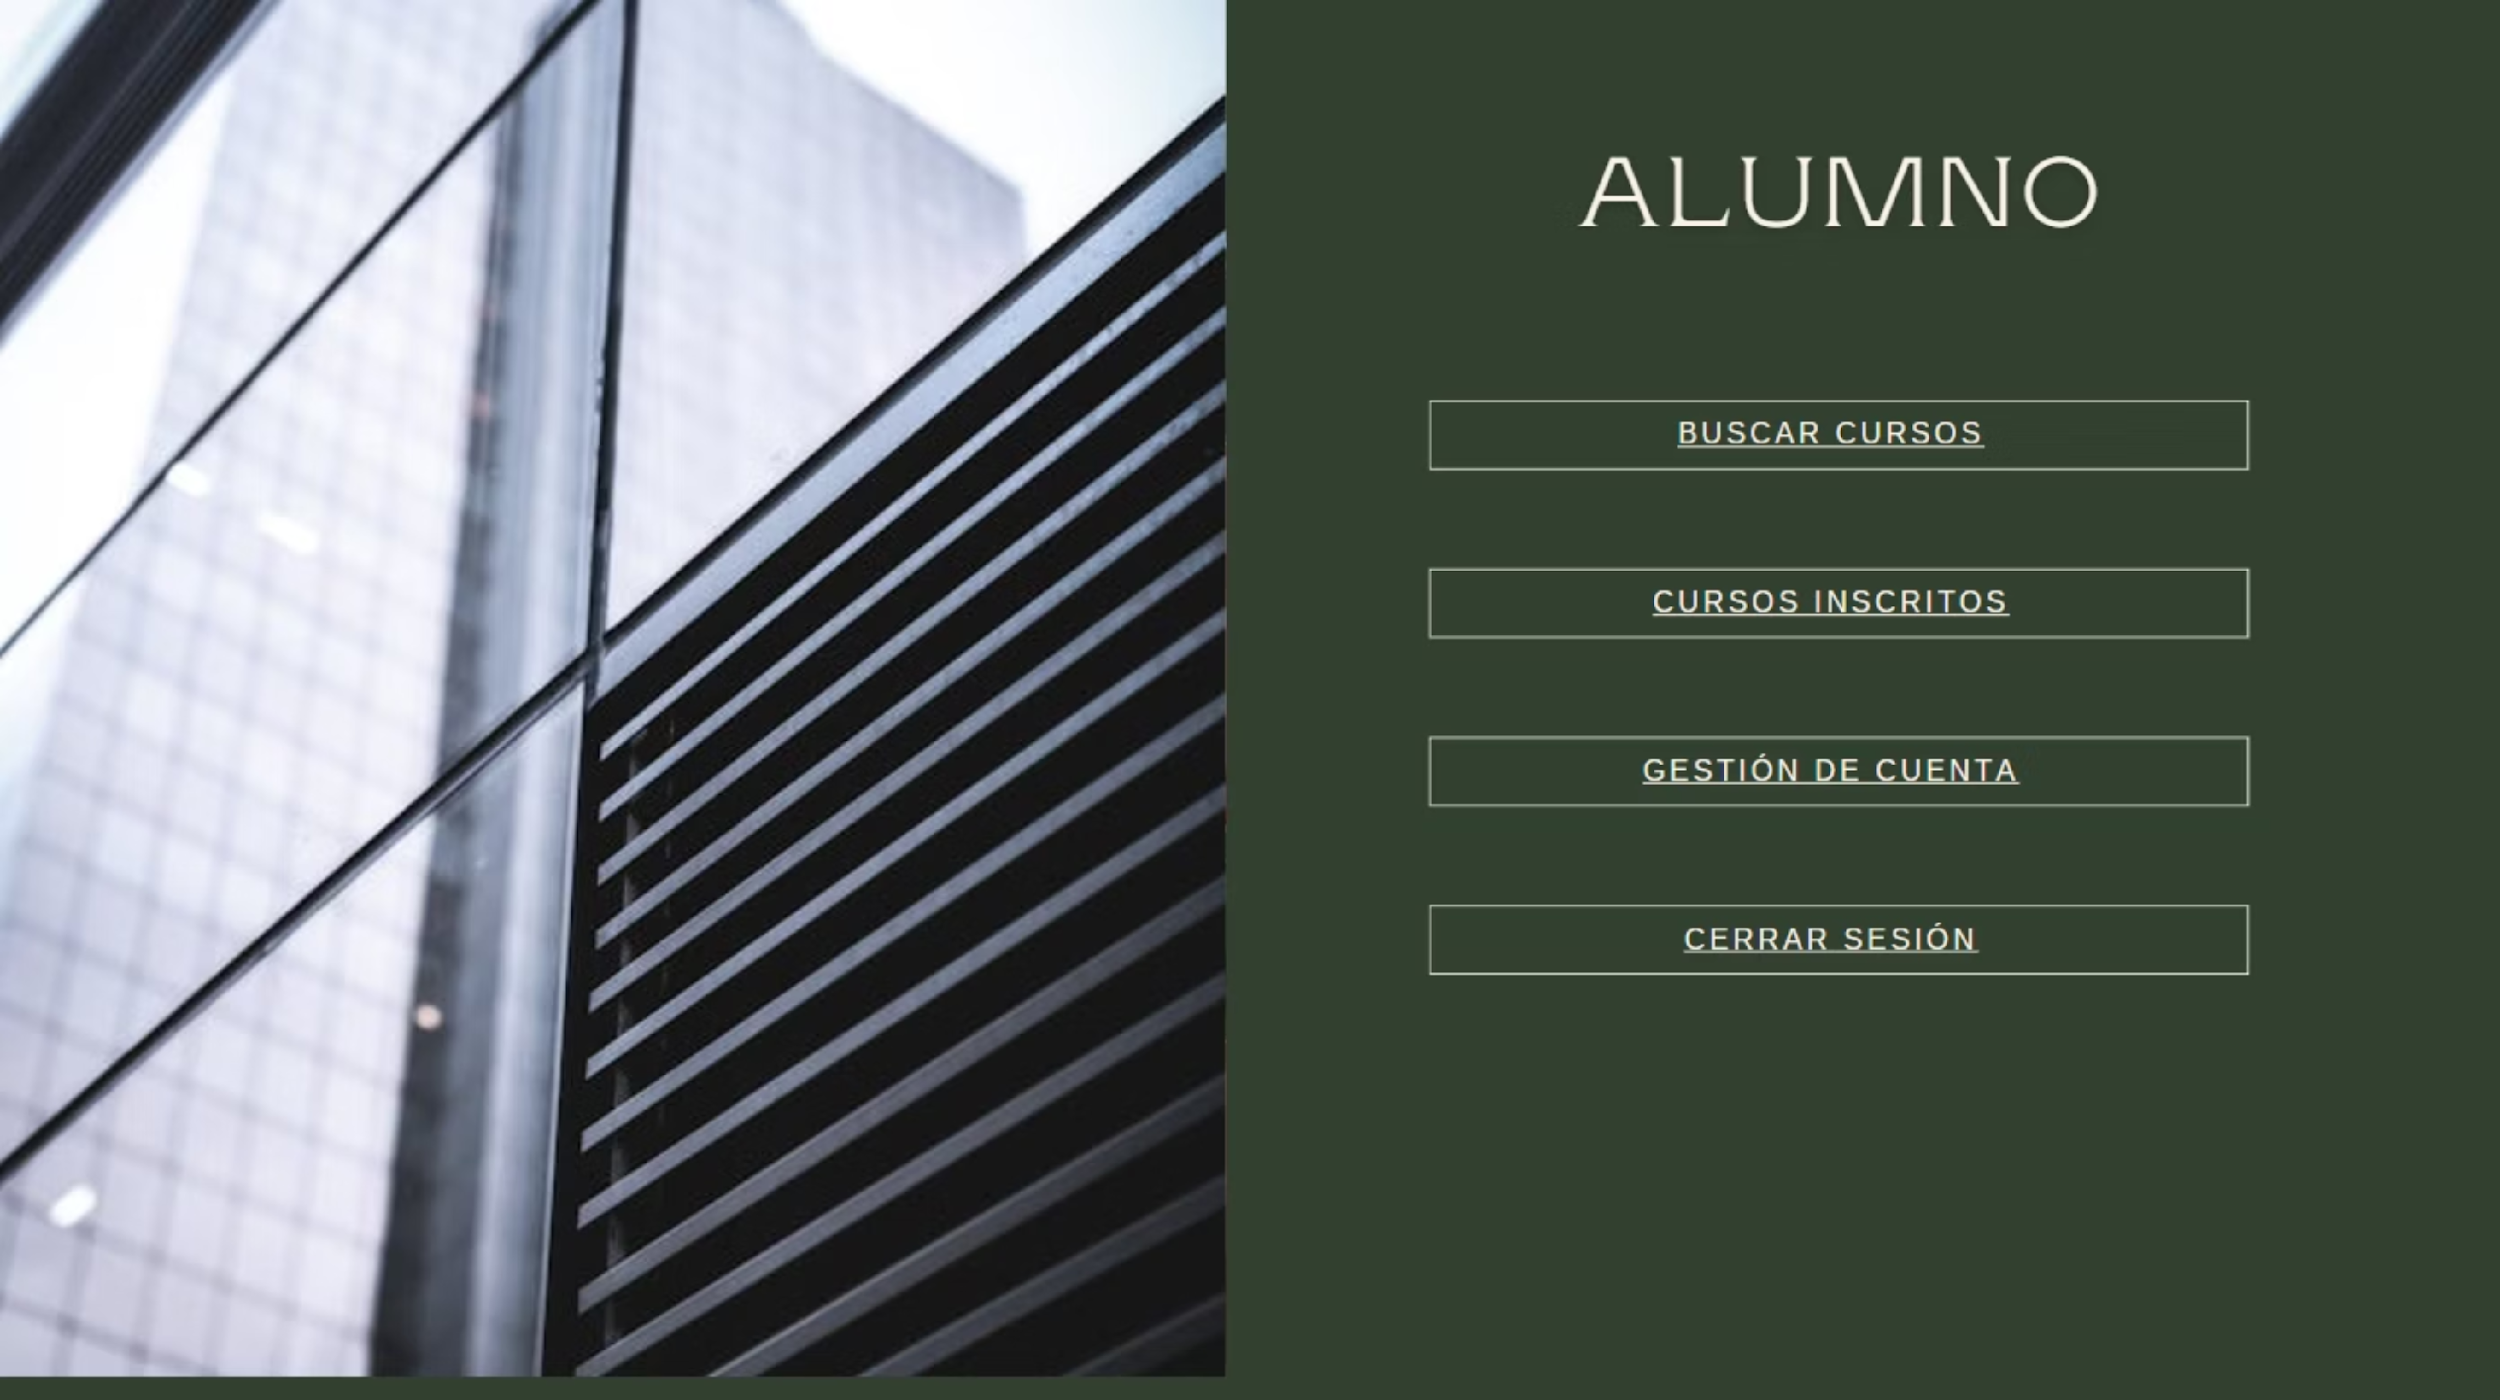 ALUMNO
BUSCAR CURSOS
CURSOS INSCRITOS
GESTIÓN DE CUENTA
CERRAR SESIÓN